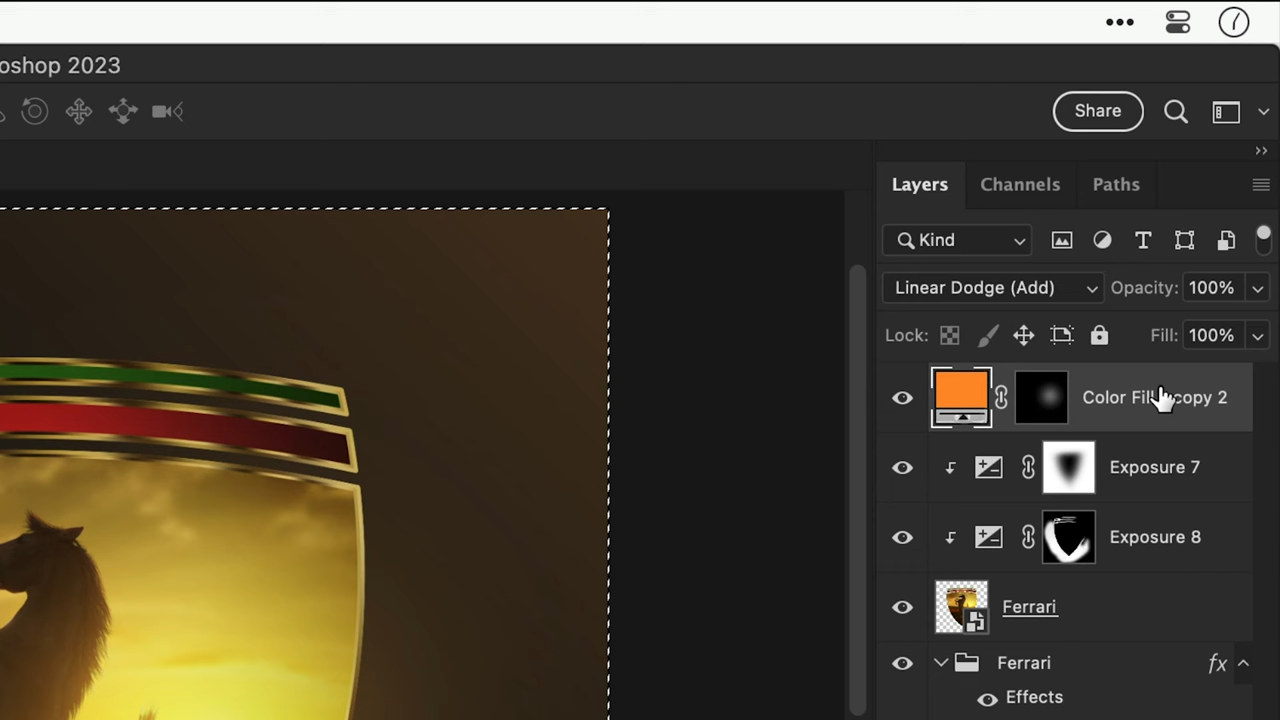 oshop 2023
Share
Layers Channels Paths
Kind
Linear Dodge (Add) Opacity: 100%
Lock: Fill: 100%
Color Fill copy 2
Exposure 7
Exposure 8
Ferrari
Ferrari fx
Effects